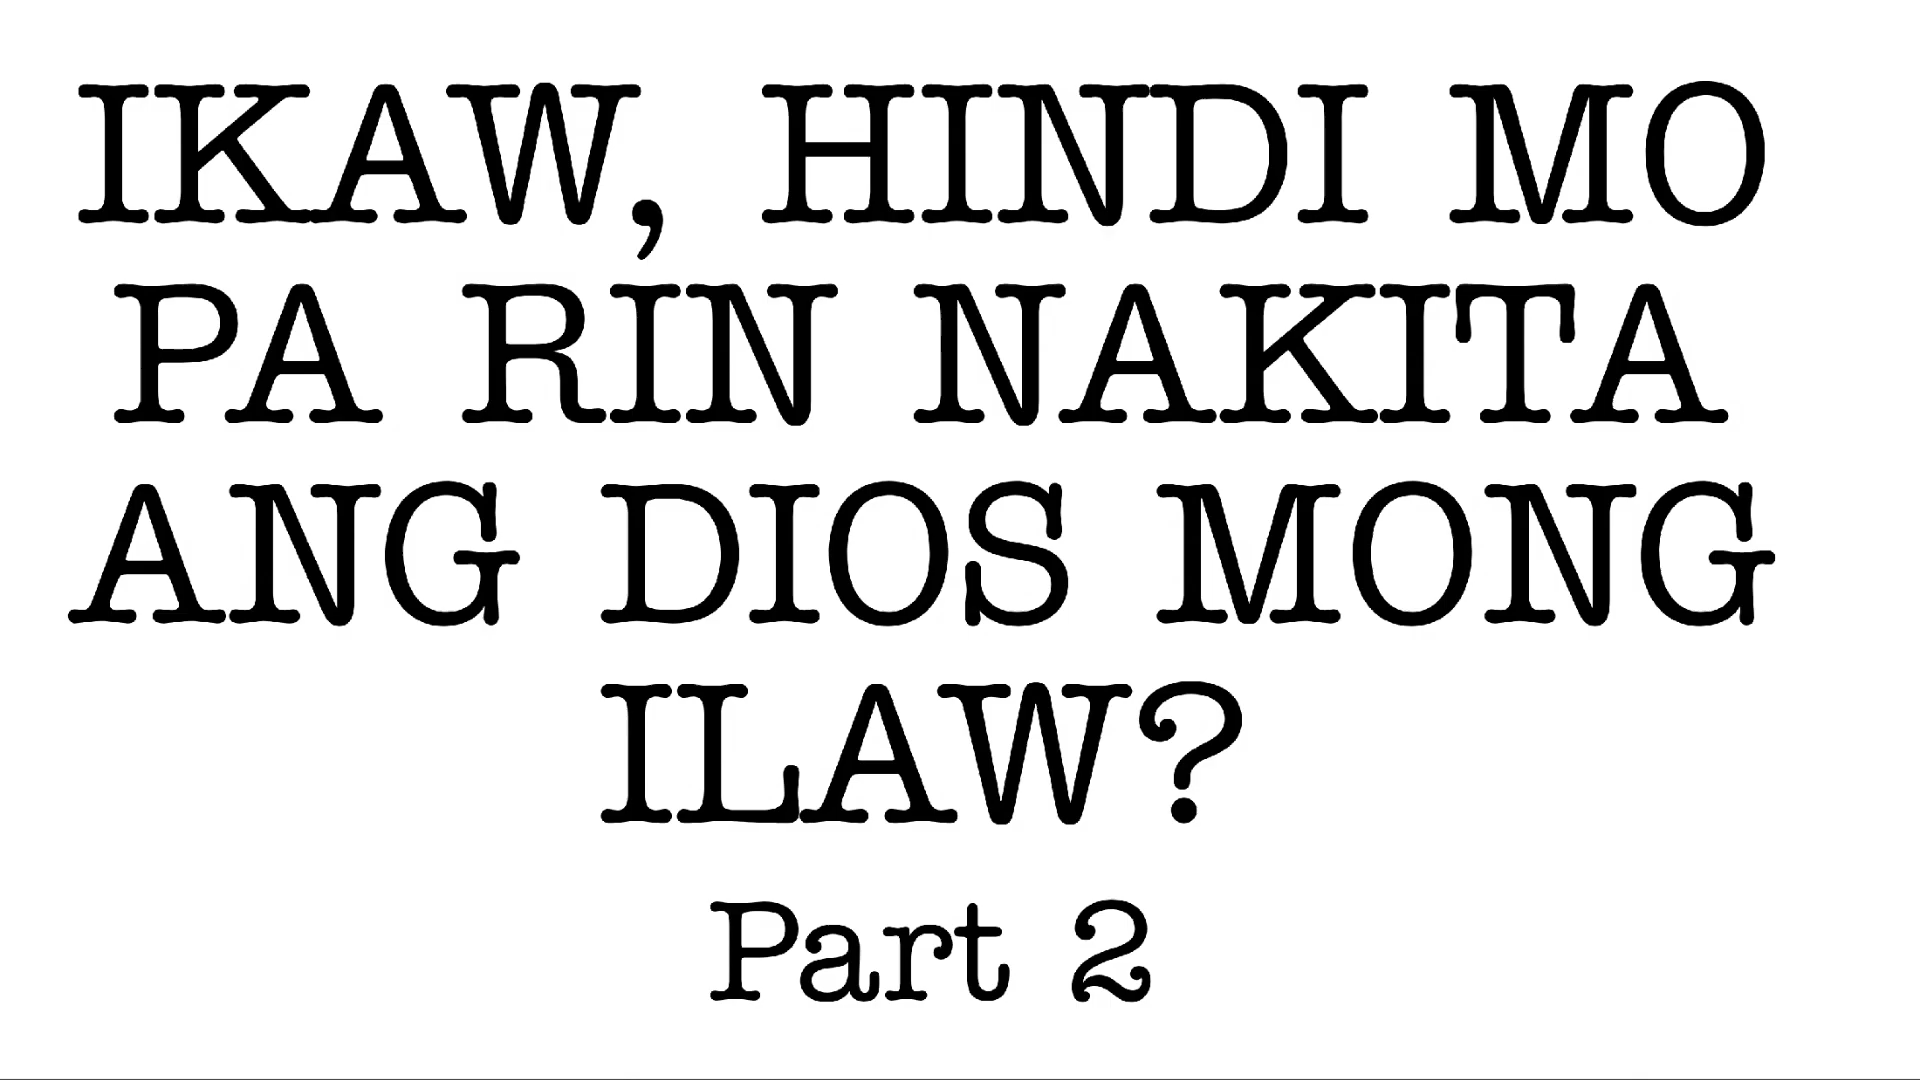 IKAW, HINDI MO
PA RIN NAKITA
ANG DIOS MONG
ILAW?
Part 2